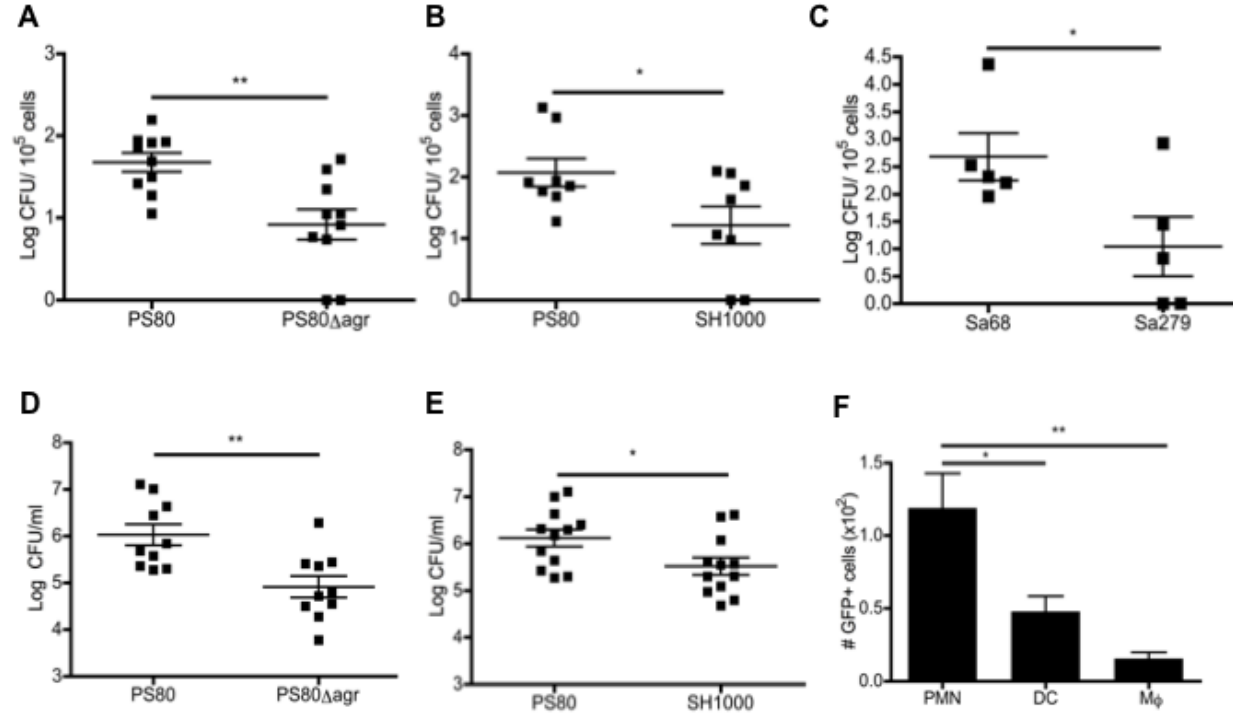 A
B
C
Log CFU/ 10⁵ cells
3
2
1
0
**
PS80
PS80Δagr
Log CFU/ 10⁵ cells
4
3
2
1
0
*
PS80
SH1000
Log CFU/ 10⁵ cells
4.5
4.0
3.5
3.0
2.5
2.0
1.5
1.0
0.5
0.0
*
Sa68
Sa279
D
E
F
Log CFU/ml
8
7
6
5
4
3
**
PS80
PS80Δagr
Log CFU/ml
8
7
6
5
4
3
*
PS80
SH1000
# GFP+ cells (x10²)
1.5
1.0
0.5
0.0
**
*
PMN
DC
Mϕ